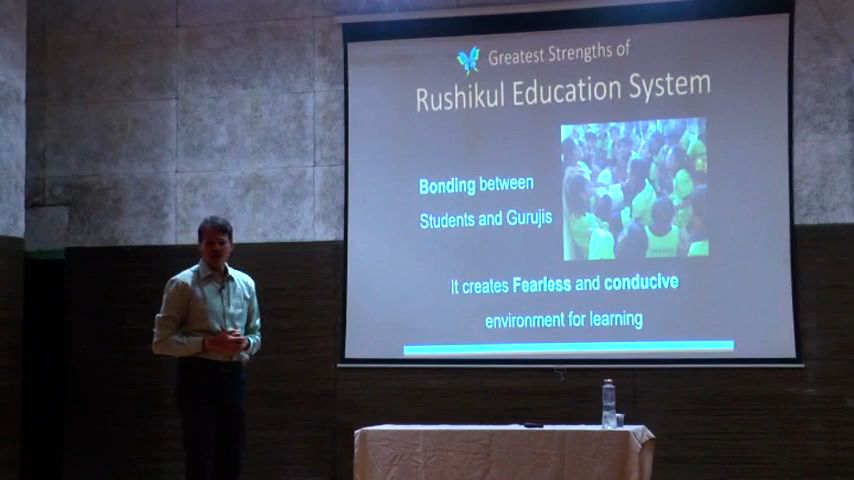 Greatest Strengths of
Rushikul Education System
Bonding between
Students and Gurujis
It creates Fearless and conducive
environment for learning